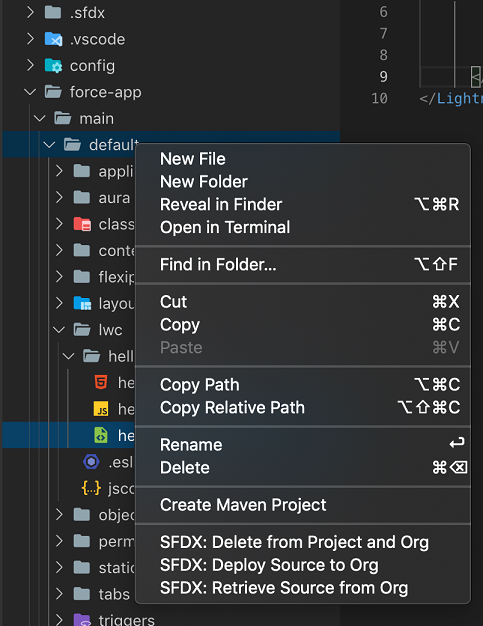 .sfdx
.vscode
config
force-app
main
default
appli
aura
class
conte
flexip
layou
lwc
hell
he
he
he
.esl
jsco
objec
perm
static
tabs
triggers
6
7
8
9 </
10 </Lightn
New File
New Folder
Reveal in Finder ⌥⌘R
Open in Terminal
Find in Folder... ⌥⇧F
Cut ⌘X
Copy ⌘C
Paste ⌘V
Copy Path ⌥⌘C
Copy Relative Path ⌥⇧⌘C
Rename ↩
Delete ⌘⌫
Create Maven Project
SFDX: Delete from Project and Org
SFDX: Deploy Source to Org
SFDX: Retrieve Source from Org